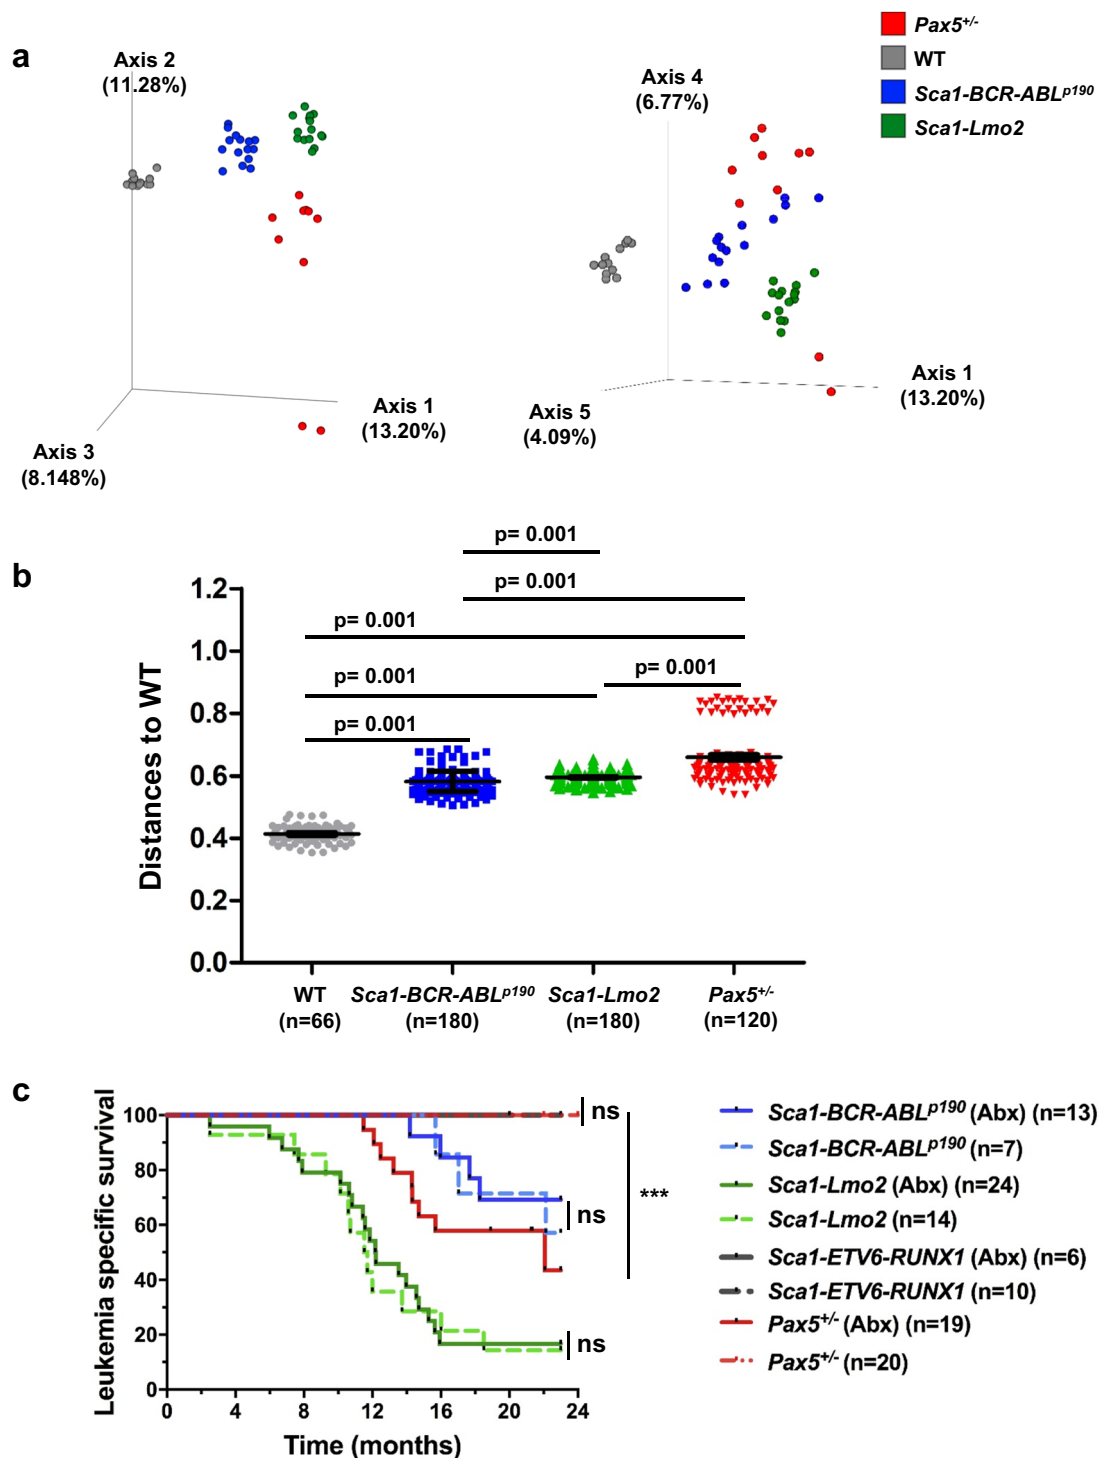 a
Axis 2
(11.28%)
Axis 1
(13.20%)
Axis 3
(8.148%)
Axis 4
(6.77%)
Axis 1
(13.20%)
Axis 5
(4.09%)
Pax5+/-
WT
Sca1-BCR-ABLp190
Sca1-Lmo2
b
p= 0.001
p= 0.001
p= 0.001
p= 0.001
p= 0.001
p= 0.001
Distances to WT
1.2
1.0
0.8
0.6
0.4
0.2
0.0
WT
(n=66)
Sca1-BCR-ABLp190
(n=180)
Sca1-Lmo2
(n=180)
Pax5+/-
(n=120)
c
Leukemia specific survival
100
80
60
40
20
0
0 4 8 12 16 20 24
Time (months)
ns
***
ns
ns
Sca1-BCR-ABLp190 (Abx) (n=13)
Sca1-BCR-ABLp190 (n=7)
Sca1-Lmo2 (Abx) (n=24)
Sca1-Lmo2 (n=14)
Sca1-ETV6-RUNX1 (Abx) (n=6)
Sca1-ETV6-RUNX1 (n=10)
Pax5+/- (Abx) (n=19)
Pax5+/- (n=20)